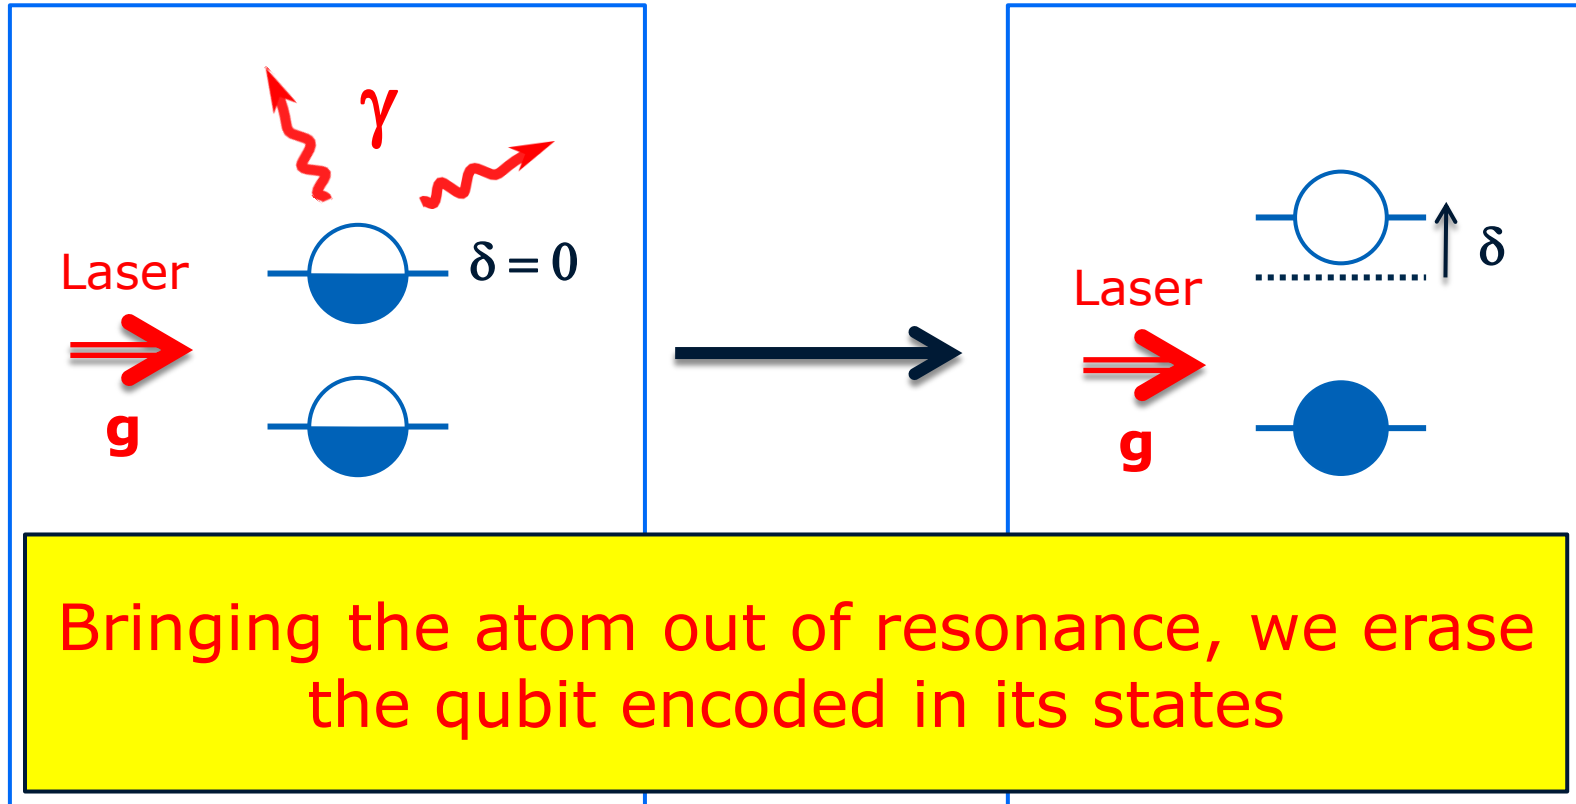 γ
δ = 0
Laser
g
δ
Laser
g
Bringing the atom out of resonance, we erase
the qubit encoded in its states